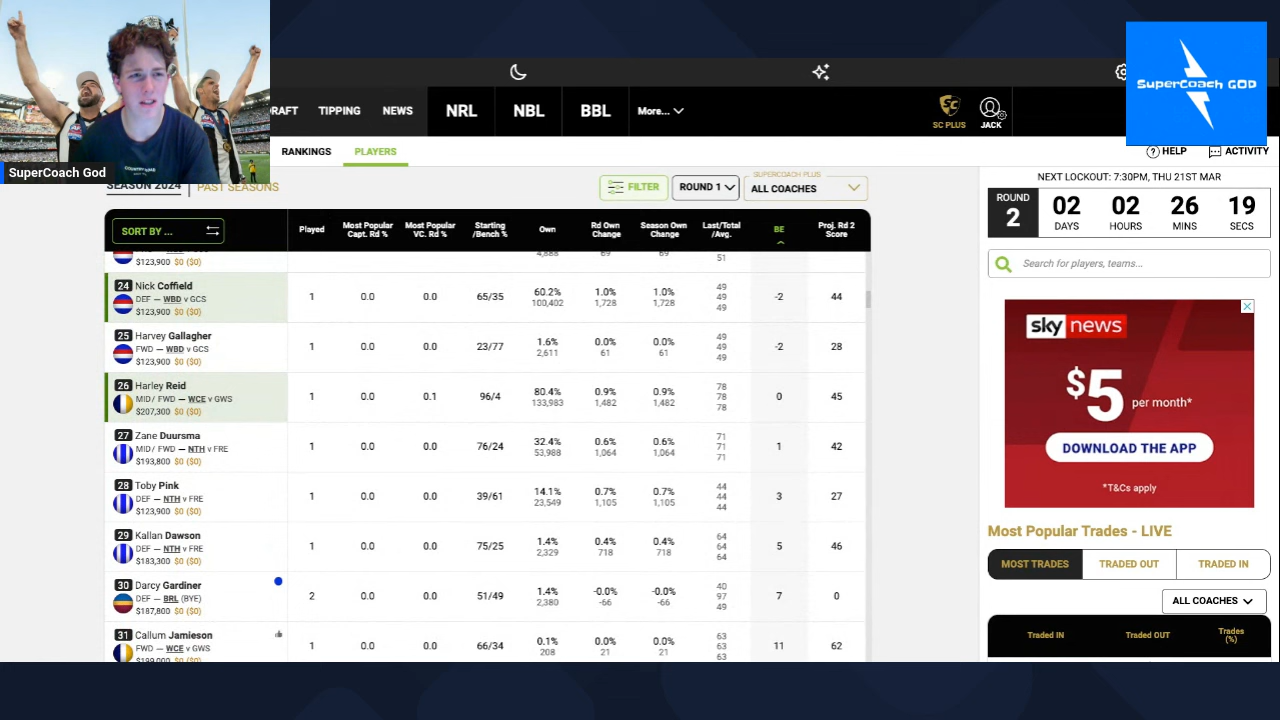 SuperCoach God
SuperCoach GOD
TIPPING
NEWS
NRL
NBL
BBL
More...
SC PLUS
JACK
RANKINGS
PLAYERS
HELP
ACTIVITY
SEASON 2024
PAST SEASONS
FILTER
ROUND 1
SUPERCOACH PLUS
ALL COACHES
SORT BY ...
Played
Most Popular Capt. Rd %
Most Popular VC. Rd %
Starting /Bench %
Own
Rd Own Change
Season Own Change
Last/Total /Avg.
BE
Proj. Rd 2 Score
$123,900 $0 ($0)
4,888
69
69
51
24 Nick Coffield
DEF — WBD v GCS
$123,900 $0 ($0)
1 0.0 0.0 65/35 60.2% 100,402 1.0% 1,728 1.0% 1,728 49 49 49 -2 44
25 Harvey Gallagher
FWD — WBD v GCS
$123,900 $0 ($0)
1 0.0 0.0 23/77 1.6% 2,611 0.0% 61 0.0% 61 49 49 49 -2 28
26 Harley Reid
MID/ FWD — WCE v GWS
$207,300 $0 ($0)
1 0.0 0.1 96/4 80.4% 133,983 0.9% 1,482 0.9% 1,482 78 78 78 0 45
27 Zane Duursma
MID/ FWD — NTH v FRE
$193,800 $0 ($0)
1 0.0 0.0 76/24 32.4% 53,988 0.6% 1,064 0.6% 1,064 71 71 71 1 42
28 Toby Pink
DEF — NTH v FRE
$123,900 $0 ($0)
1 0.0 0.0 39/61 14.1% 23,549 0.7% 1,105 0.7% 1,105 44 44 44 3 27
29 Kallan Dawson
DEF — NTH v FRE
$183,300 $0 ($0)
1 0.0 0.0 75/25 1.4% 2,329 0.4% 718 0.4% 718 64 64 64 5 46
30 Darcy Gardiner
DEF — BRL (BYE)
$187,800 $0 ($0)
2 0.0 0.0 51/49 1.4% 2,380 -0.0% -66 -0.0% -66 40 97 49 7 0
31 Callum Jamieson
FWD — WCE v GWS
$199,000 $0 ($0)
1 0.0 0.0 66/34 0.1% 208 0.0% 21 0.0% 21 63 63 63 11 62
NEXT LOCKOUT: 7:30PM, THU 21ST MAR
ROUND 2
02 DAYS
02 HOURS
26 MINS
19 SECS
Search for players, teams...
sky news
$5 per month*
DOWNLOAD THE APP
*T&Cs apply
Most Popular Trades - LIVE
MOST TRADES
TRADED OUT
TRADED IN
ALL COACHES
Traded IN
Traded OUT
Trades (%)